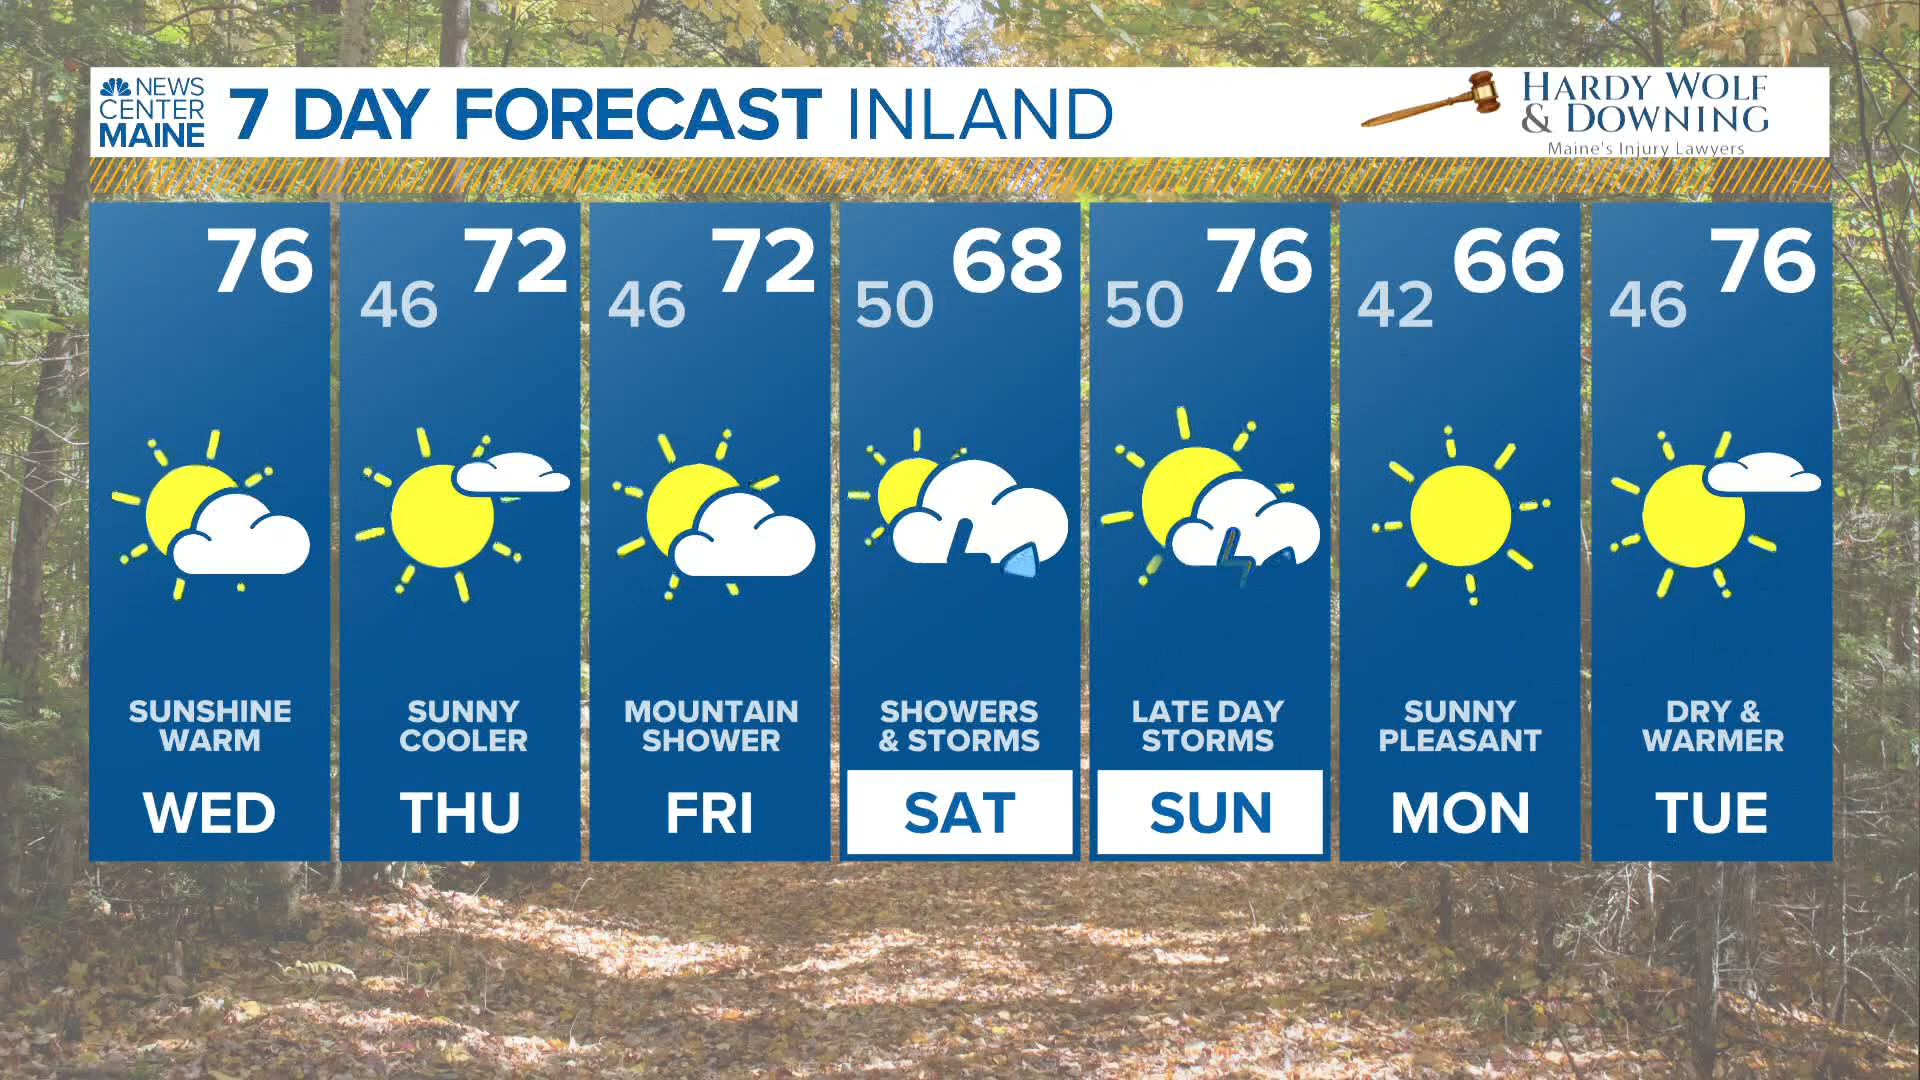 NEWS
CENTER
MAINE
7 DAY FORECAST INLAND
HARDY WOLF
& DOWNING
Maine's Injury Lawyers
76
46 72
46 72
50 68
50 76
42 66
46 76
SUNSHINE
WARM
SUNNY
COOLER
MOUNTAIN
SHOWER
SHOWERS
& STORMS
LATE DAY
STORMS
SUNNY
PLEASANT
DRY &
WARMER
WED
THU
FRI
SAT
SUN
MON
TUE